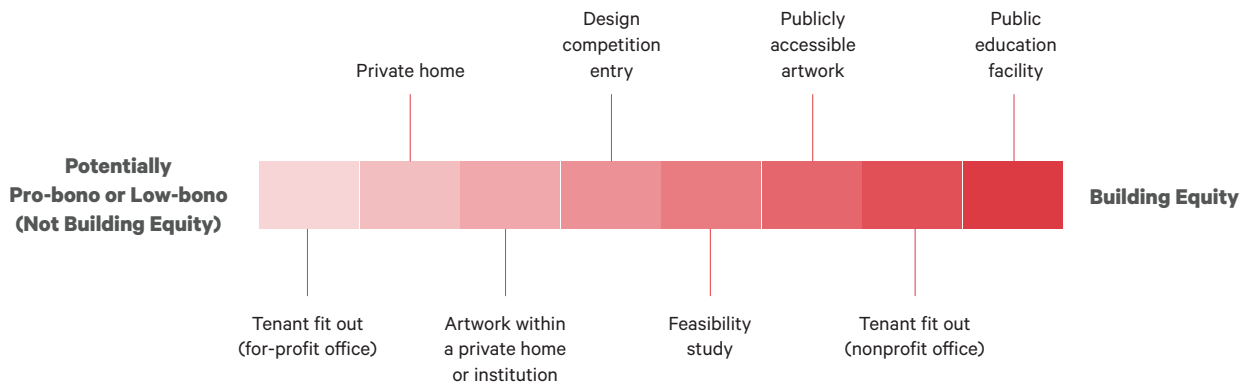 Design
competition
entry
Publicly
accessible
artwork
Public
education
facility
Private home
Potentially
Pro-bono or Low-bono
(Not Building Equity)
Building Equity
Tenant fit out
(for-profit office)
Artwork within
a private home
or institution
Feasibility
study
Tenant fit out
(nonprofit office)